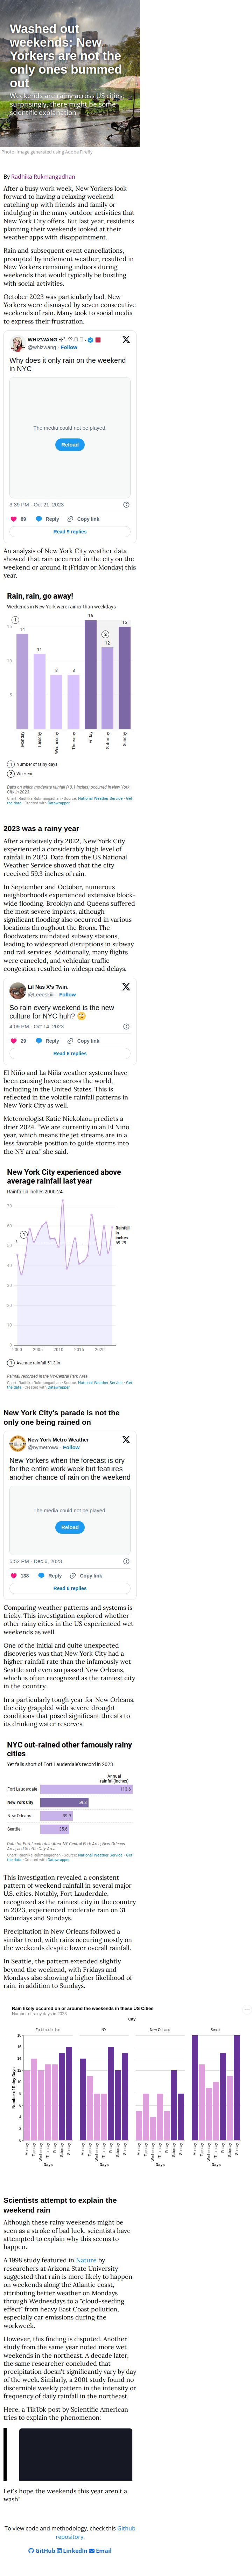 Washed out
weekends: New
Yorkers are not the
only ones bummed
out
Weekends are rainy across US cities;
surprisingly, there might be some
scientific explanation
Photo: Image generated using Adobe Firefly
By Radhika Rukmangadhan
After a busy work week, New Yorkers look
forward to having a relaxing weekend
catching up with friends and family or
indulging in the many outdoor activities that
New York City offers. But last year, residents
planning their weekends looked at their
weather apps with disappointment.
Rain and subsequent event cancellations,
prompted by inclement weather, resulted in
New Yorkers remaining indoors during
weekends that would typically be bustling
with social activities.
October 2023 was particularly bad. New
Yorkers were dismayed by seven consecutive
weekends of rain. Many took to social media
to express their frustration.
WHIZWANG
@whizwang · Follow
Why does it only rain on the weekend
in NYC
The media could not be played.
Reload
3:39 PM · Oct 21, 2023
89 Reply Copy link
Read 9 replies
An analysis of New York City weather data
showed that rain occurred in the city over the
weekend or around it (Friday or Monday) this
year.
Rain, rain, go away!
Weekends in New York were rainier than weekdays
15
10
5
14
11
8
8
16
12
15
1
2
Monday
Tuesday
Wednesday
Thursday
Friday
Saturday
Sunday
1 Number of rainy days
2 Weekend
Days on which moderate rainfall (>0.1 inches) occurred in New York
City in 2023.
Chart: Radhika Rukmangadhan • Source: National Weather Service • Get
the data • Created with Datawrapper
2023 was a rainy year
After a relatively dry 2022, New York City
experienced a considerably high level of
rainfall in 2023. Data from the US National
Weather Service showed that the city
received 59.3 inches of rain.
In September and October, numerous
neighborhoods experienced extensive block-
wide flooding. Brooklyn and Queens suffered
the most severe impacts, although
significant flooding also occurred in various
locations throughout the Bronx. The
floodwaters inundated subway stations,
leading to widespread disruptions in subway
and rail services. Additionally, many flights
were canceled, and vehicular traffic
congestion resulted in widespread delays.
Lil Nas X's Twin.
@Leeeskiii · Follow
So rain every weekend is the new
culture for NYC huh? 🙄
4:09 PM · Oct 14, 2023
29 Reply Copy link
Read 8 replies
El Niño and La Niña weather systems have
been causing havoc across the world,
including in the United States. This is
reflected in the volatile rainfall patterns in
New York City as well.
Meteorologist Katie Nickolaou predicts a
drier 2024. "We are currently in an El Niño
year, which means the jet streams are in a
less favorable position to guide storms into
the NY area," she said.
New York City experienced above
average rainfall last year
Rainfall in inches 2000-24
70
60
50
40
30
20
10
0
1
Rainfall
in
inches
59.29
2000 2005 2010 2015 2020
1 Average rainfall 51.3 in
Rainfall recorded in the NY-Central Park Area
Chart: Radhika Rukmangadhan • Source: National Weather Service • Get
the data • Created with Datawrapper
New York City's parade is not the
only one being rained on
New York Metro Weather
@nymetrowx · Follow
New Yorkers when the forecast is dry
for the entire work week but features
another chance of rain on the weekend
The media could not be played.
Reload
5:52 PM · Dec 6, 2023
138 Reply Copy link
Read 6 replies
Comparing weather patterns and systems is
tricky. This investigation explored whether
other rainy cities in the US experienced wet
weekends as well.
One of the initial and quite unexpected
discoveries was that New York City had a
higher rainfall rate than the infamously wet
Seattle and even surpassed New Orleans,
which is often recognized as the rainiest city
in the country.
In a particularly tough year for New Orleans,
the city grappled with severe drought
conditions that posed significant threats to
its drinking water reserves.
NYC out-rained other famously rainy
cities
Yet falls short of Fort Lauderdale's record in 2023
Annual
rainfall(inches)
Fort Lauderdale 113.6
New York City 59.3
New Orleans 39.9
Seattle
Data for Fort Lauderdale Area, NY-Central Park Area, New Orleans
Area, and Seattle City Area.
Chart: Radhika Rukmangadhan • Source: National Weather Service • Get
the data • Created with Datawrapper
This investigation revealed a consistent
pattern of weekend rainfall in several major
U.S. cities. Notably, Fort Lauderdale,
recognized as the rainiest city in the country
in 2023, experienced moderate rain on 31
Saturdays and Sundays.
Precipitation in New Orleans followed a
similar trend, with rains occuring mostly on
the weekends despite lower overall rainfall.
In Seattle, the pattern extended slightly
beyond the weekend, with Fridays and
Mondays also showing a higher likelihood of
rain, in addition to Sundays.
Rain likely occured on or around the weekends in these US Cities
Number of rainy days in 2023
City
Fort Lauderdale NY New Orleans Seattle
Number of Rainy Days
18
16
14
12
10
8
6
4
2
0
Monday Tuesday Wednesday Thursday Friday Saturday Sunday
Monday Tuesday Wednesday Thursday Friday Saturday Sunday
Monday Tuesday Wednesday Thursday Friday Saturday Sunday
Monday Tuesday Wednesday Thursday Friday Saturday Sunday
Days Days Days Days
Scientists attempt to explain the
weekend rain
Although these rainy weekends might be
seen as a stroke of bad luck, scientists have
attempted to explain why this seems to
happen.
A 1998 study featured in Nature by
researchers at Arizona State University
suggested that rain is more likely to happen
on weekends along the Atlantic coast,
attributing better weather on Mondays
through Wednesdays to a "cloud-seeding
effect" from heavy East Coast pollution,
especially car emissions during the
workweek.
However, this finding is disputed. Another
study from the same year noted more wet
weekends in the northeast. A decade later,
the same researcher concluded that
precipitation doesn't significantly vary by day
of the week. Similarly, a 2001 study found no
discernible weekly pattern in the intensity or
frequency of daily rainfall in the northeast.
Here, a TikTok post by Scientific American
tries to explain the phenomenon:
Let's hope the weekends this year aren't a
wash!
To view code and methodology, check this Github
repository.
GitHub LinkedIn Email